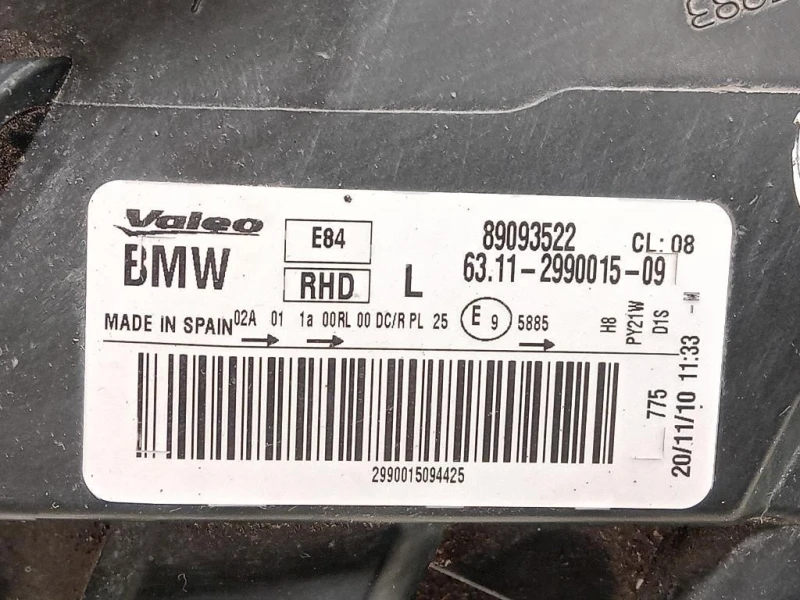 Valeo
BMW
E84
RHD
L
89093522 CL: 08
63.11-2990015-09
MADE IN SPAIN 02A 01 1a 00RL 00 DC/R PL 25 E 9 5885
H8
PY21W
D1S
-M
775
20/11/10 11:33
2990015094425